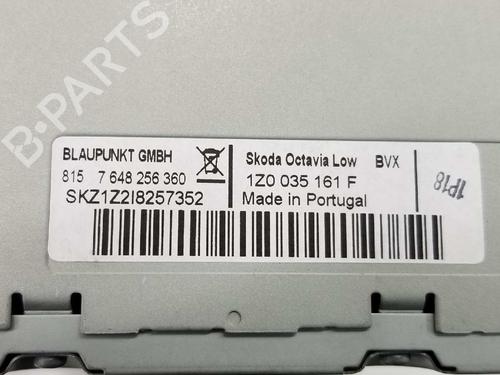 B-PARTS
BLAUPUNKT GMBH
815 7 648 256 360
SKZ1Z2I8257352
Skoda Octavia Low BVX
1Z0 035 161 F
Made in Portugal
1P18